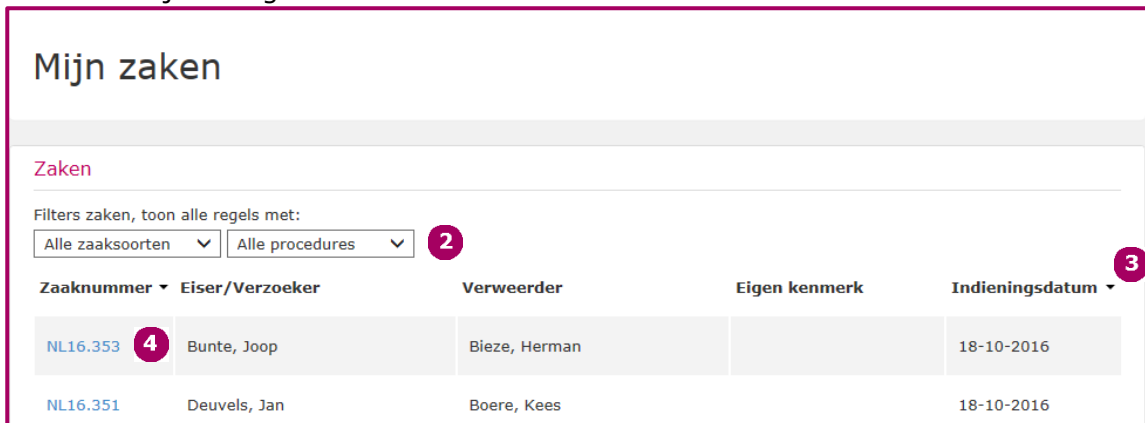 Mijn zaken
Zaken
Filters zaken, toon alle regels met:
Alle zaaksoorten Alle procedures 2
3
Zaaknummer Eiser/Verzoeker Verweerder Eigen kenmerk Indieningsdatum
NL16.353 4 Bunte, Joop Bieze, Herman 18-10-2016
NL16.351 Deuvels, Jan Boere, Kees 18-10-2016